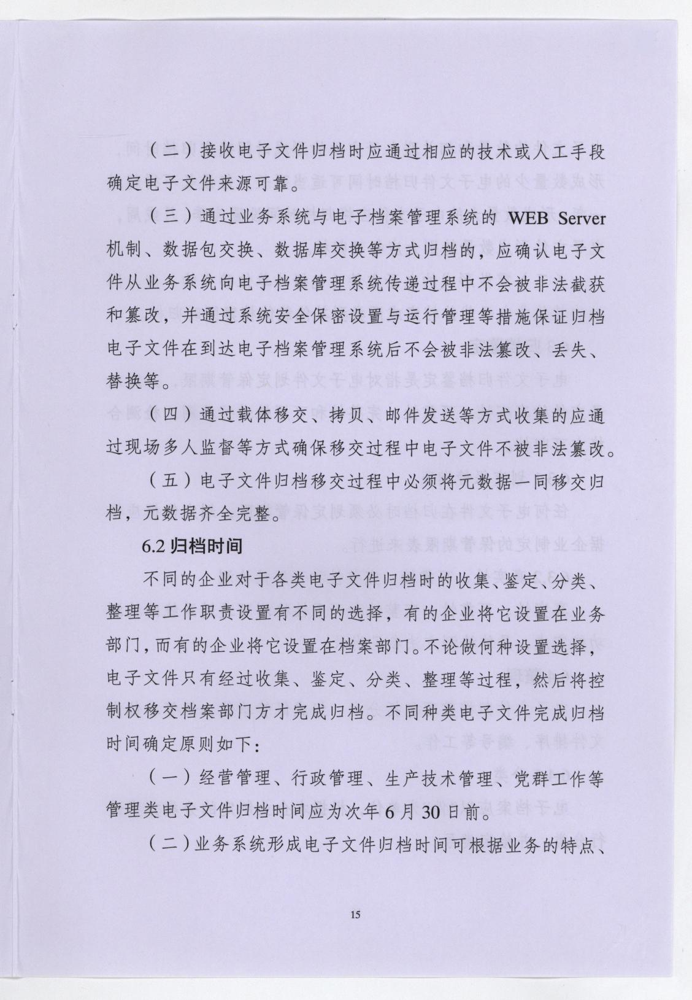 （二）接收电子文件归档时应通过相应的技术或人工手段
确定电子文件来源可靠。
（三）通过业务系统与电子档案管理系统的 WEB Server
机制、数据包交换、数据库交换等方式归档的，应确认电子文
件从业务系统向电子档案管理系统传递过程中不会被非法截获
和篡改，并通过系统安全保密设置与运行管理等措施保证归档
电子文件在到达电子档案管理系统后不会被非法篡改、丢失、
替换等。
（四）通过载体移交、拷贝、邮件发送等方式收集的应通
过现场多人监督等方式确保移交过程中电子文件不被非法篡改。
（五）电子文件归档移交过程中必须将元数据一同移交归
档，元数据齐全完整。
6.2 归档时间
不同的企业对于各类电子文件归档时的收集、鉴定、分类、
整理等工作职责设置有不同的选择，有的企业将它设置在业务
部门，而有的企业将它设置在档案部门。不论做何种设置选择，
电子文件只有经过收集、鉴定、分类、整理等过程，然后将控
制权移交档案部门方才完成归档。不同种类电子文件完成归档
时间确定原则如下：
（一）经营管理、行政管理、生产技术管理、党群工作等
管理类电子文件归档时间应为次年 6 月 30 日前。
（二）业务系统形成电子文件归档时间可根据业务的特点、
15